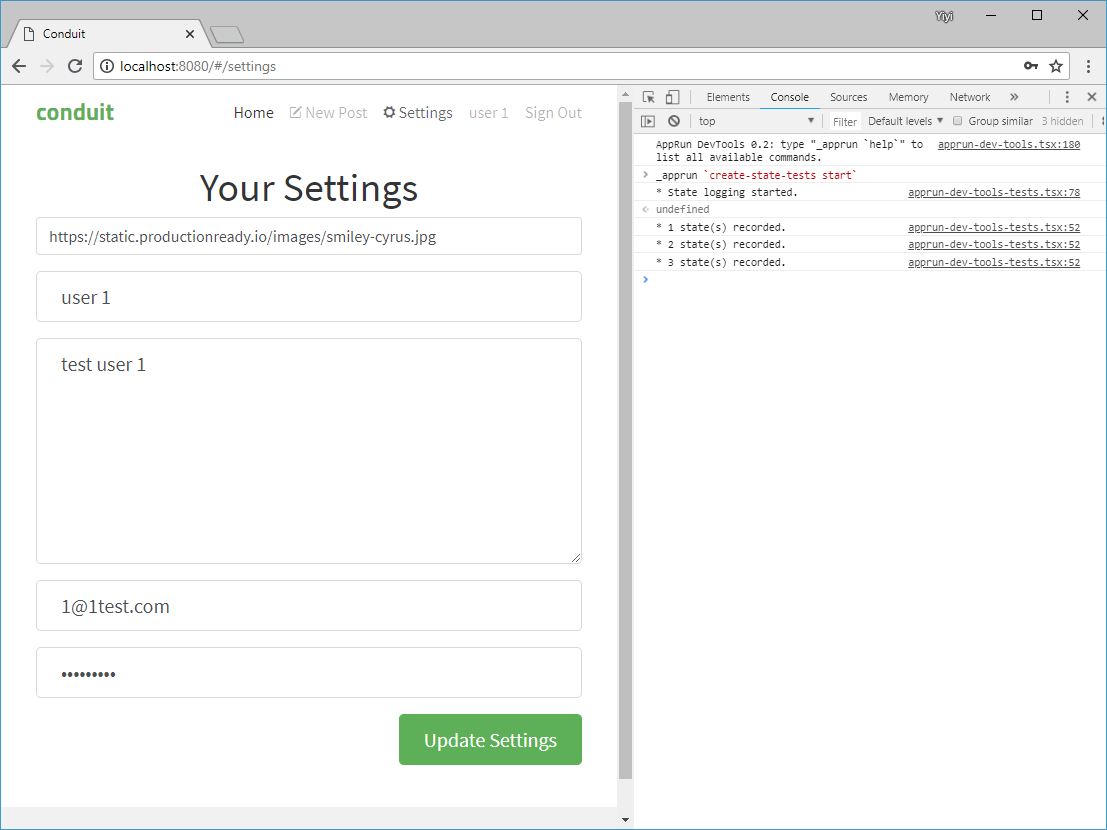 Yiyi
Conduit
localhost:8080/#/settings
conduit Home New Post Settings user 1 Sign Out
Your Settings
https://static.productionready.io/images/smiley-cyrus.jpg
user 1
test user 1
1@1test.com
•••••••••
Update Settings
Elements Console Sources Memory Network »
top Filter Default levels Group similar 3 hidden
AppRun DevTools 0.2: type "_apprun `help`" to apprun-dev-tools.tsx:180
list all available commands.
_apprun `create-state-tests start`
* State logging started. apprun-dev-tools-tests.tsx:78
undefined
* 1 state(s) recorded. apprun-dev-tools-tests.tsx:52
* 2 state(s) recorded. apprun-dev-tools-tests.tsx:52
* 3 state(s) recorded. apprun-dev-tools-tests.tsx:52